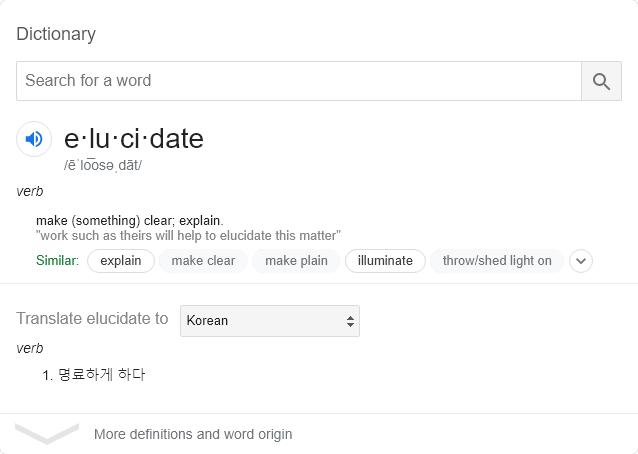 Dictionary
Search for a word
e·lu·ci·date
/ēˈlo͞osəˌdāt/
verb
make (something) clear; explain.
"work such as theirs will help to elucidate this matter"
Similar: explain make clear make plain illuminate throw/shed light on
Translate elucidate to Korean
verb
1. 명료하게 하다
More definitions and word origin